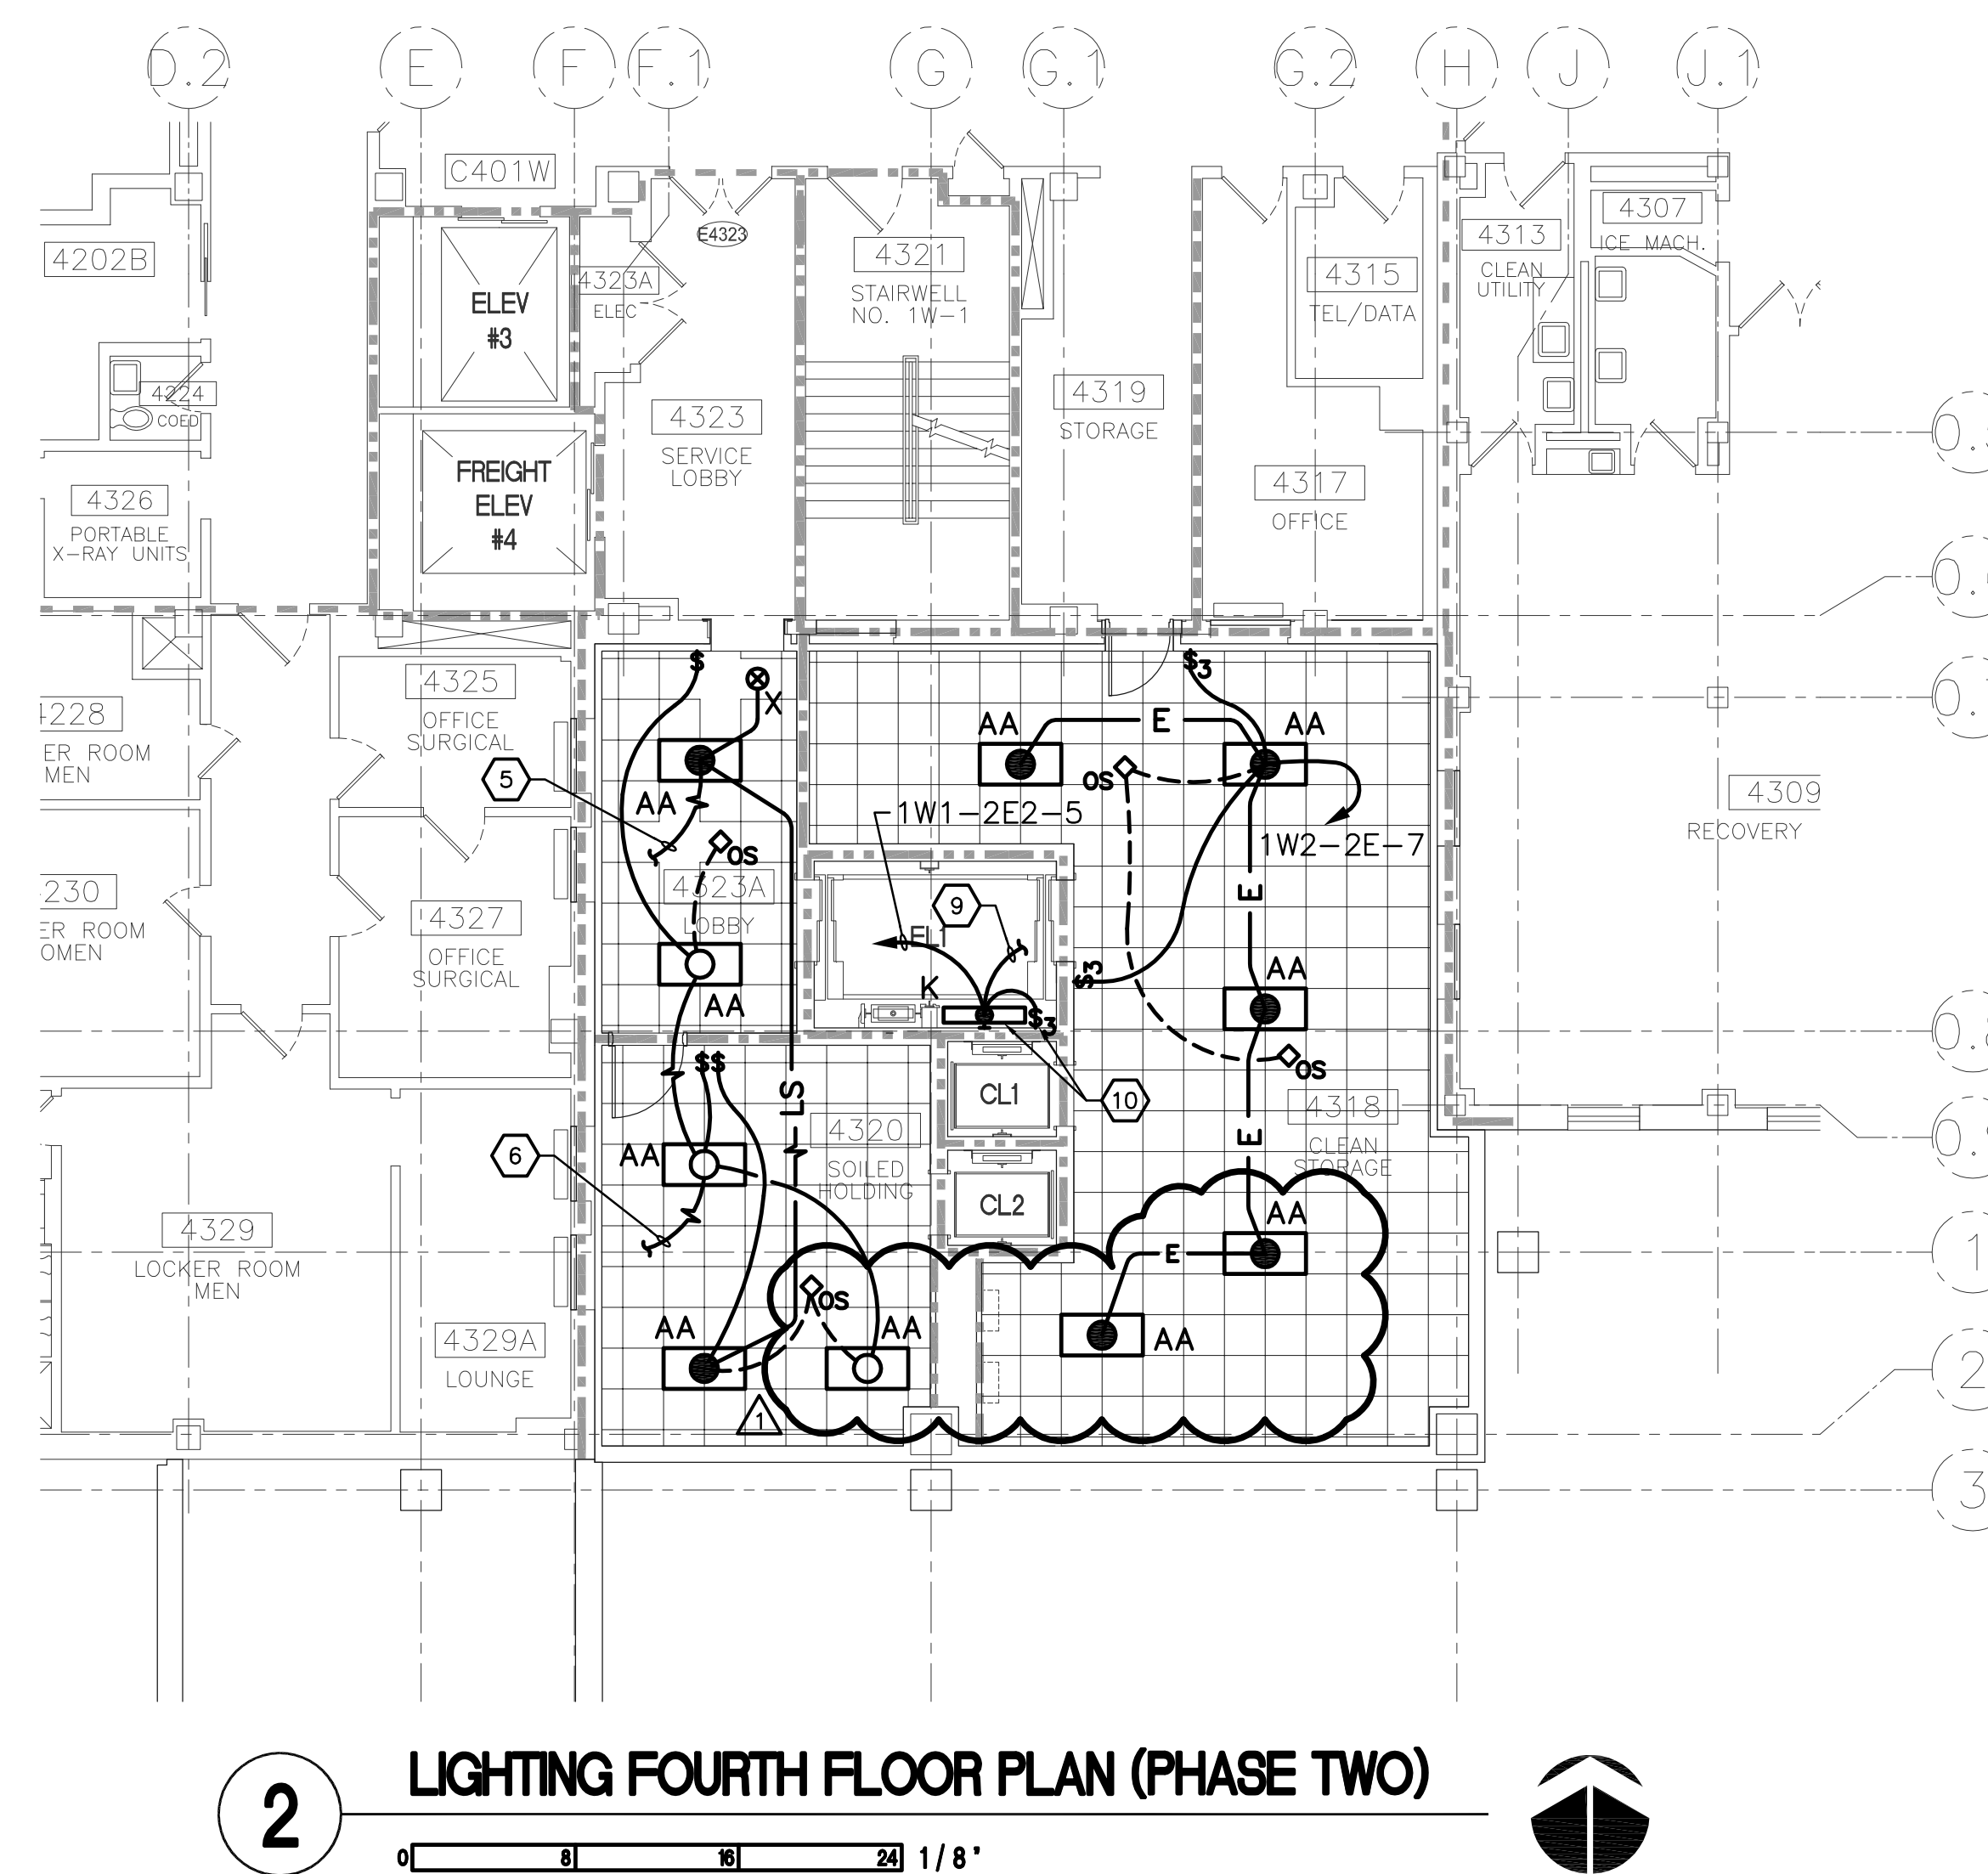 D.2 E F F.1 G G.1 G.2 H J J.1
C401W
4202B
ELEV
#3
4323A
ELEC
E4323
4321
STAIRWELL
NO. 1W-1
4315
TEL/DATA
4313
CLEAN
UTILITY
4307
ICE MACH.
4224
COED
4326
PORTABLE
X-RAY UNITS
FREIGHT
ELEV
#4
4323
SERVICE
LOBBY
4319
STORAGE
4317
OFFICE
4228
ER ROOM
MEN
4325
OFFICE
SURGICAL
$
X
5
AA
OS
4323A
LOBBY
AA
AA
E
AA
$3
OS
1W1-2E2-5
1W2-2E-7
E
4309
RECOVERY
230
ER ROOM
OMEN
4327
OFFICE
SURGICAL
9
EL1
K
$3
$3
AA
OS
10
CL1
CL2
$$
LS
6
AA
4320
SOILED
HOLDING
4318
CLEAN
STORAGE
E
AA
E
AA
4329
LOCKER ROOM
MEN
4329A
LOUNGE
AA
OS
AA
1
1
2
3
2
LIGHTING FOURTH FLOOR PLAN (PHASE TWO)
0 8 16 24 1/8"